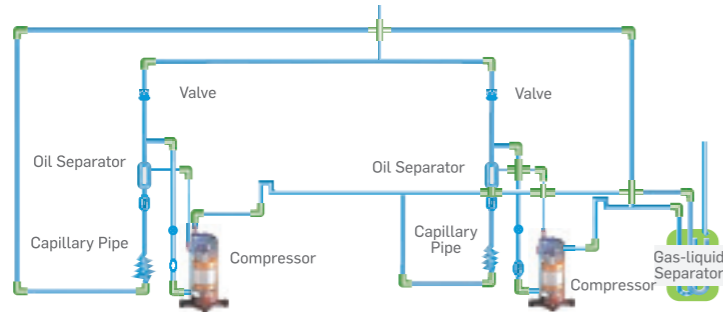 Valve
Valve
Oil Separator
Oil Separator
Capillary Pipe
Compressor
Capillary
Pipe
Compressor
Gas-liquid
Separator